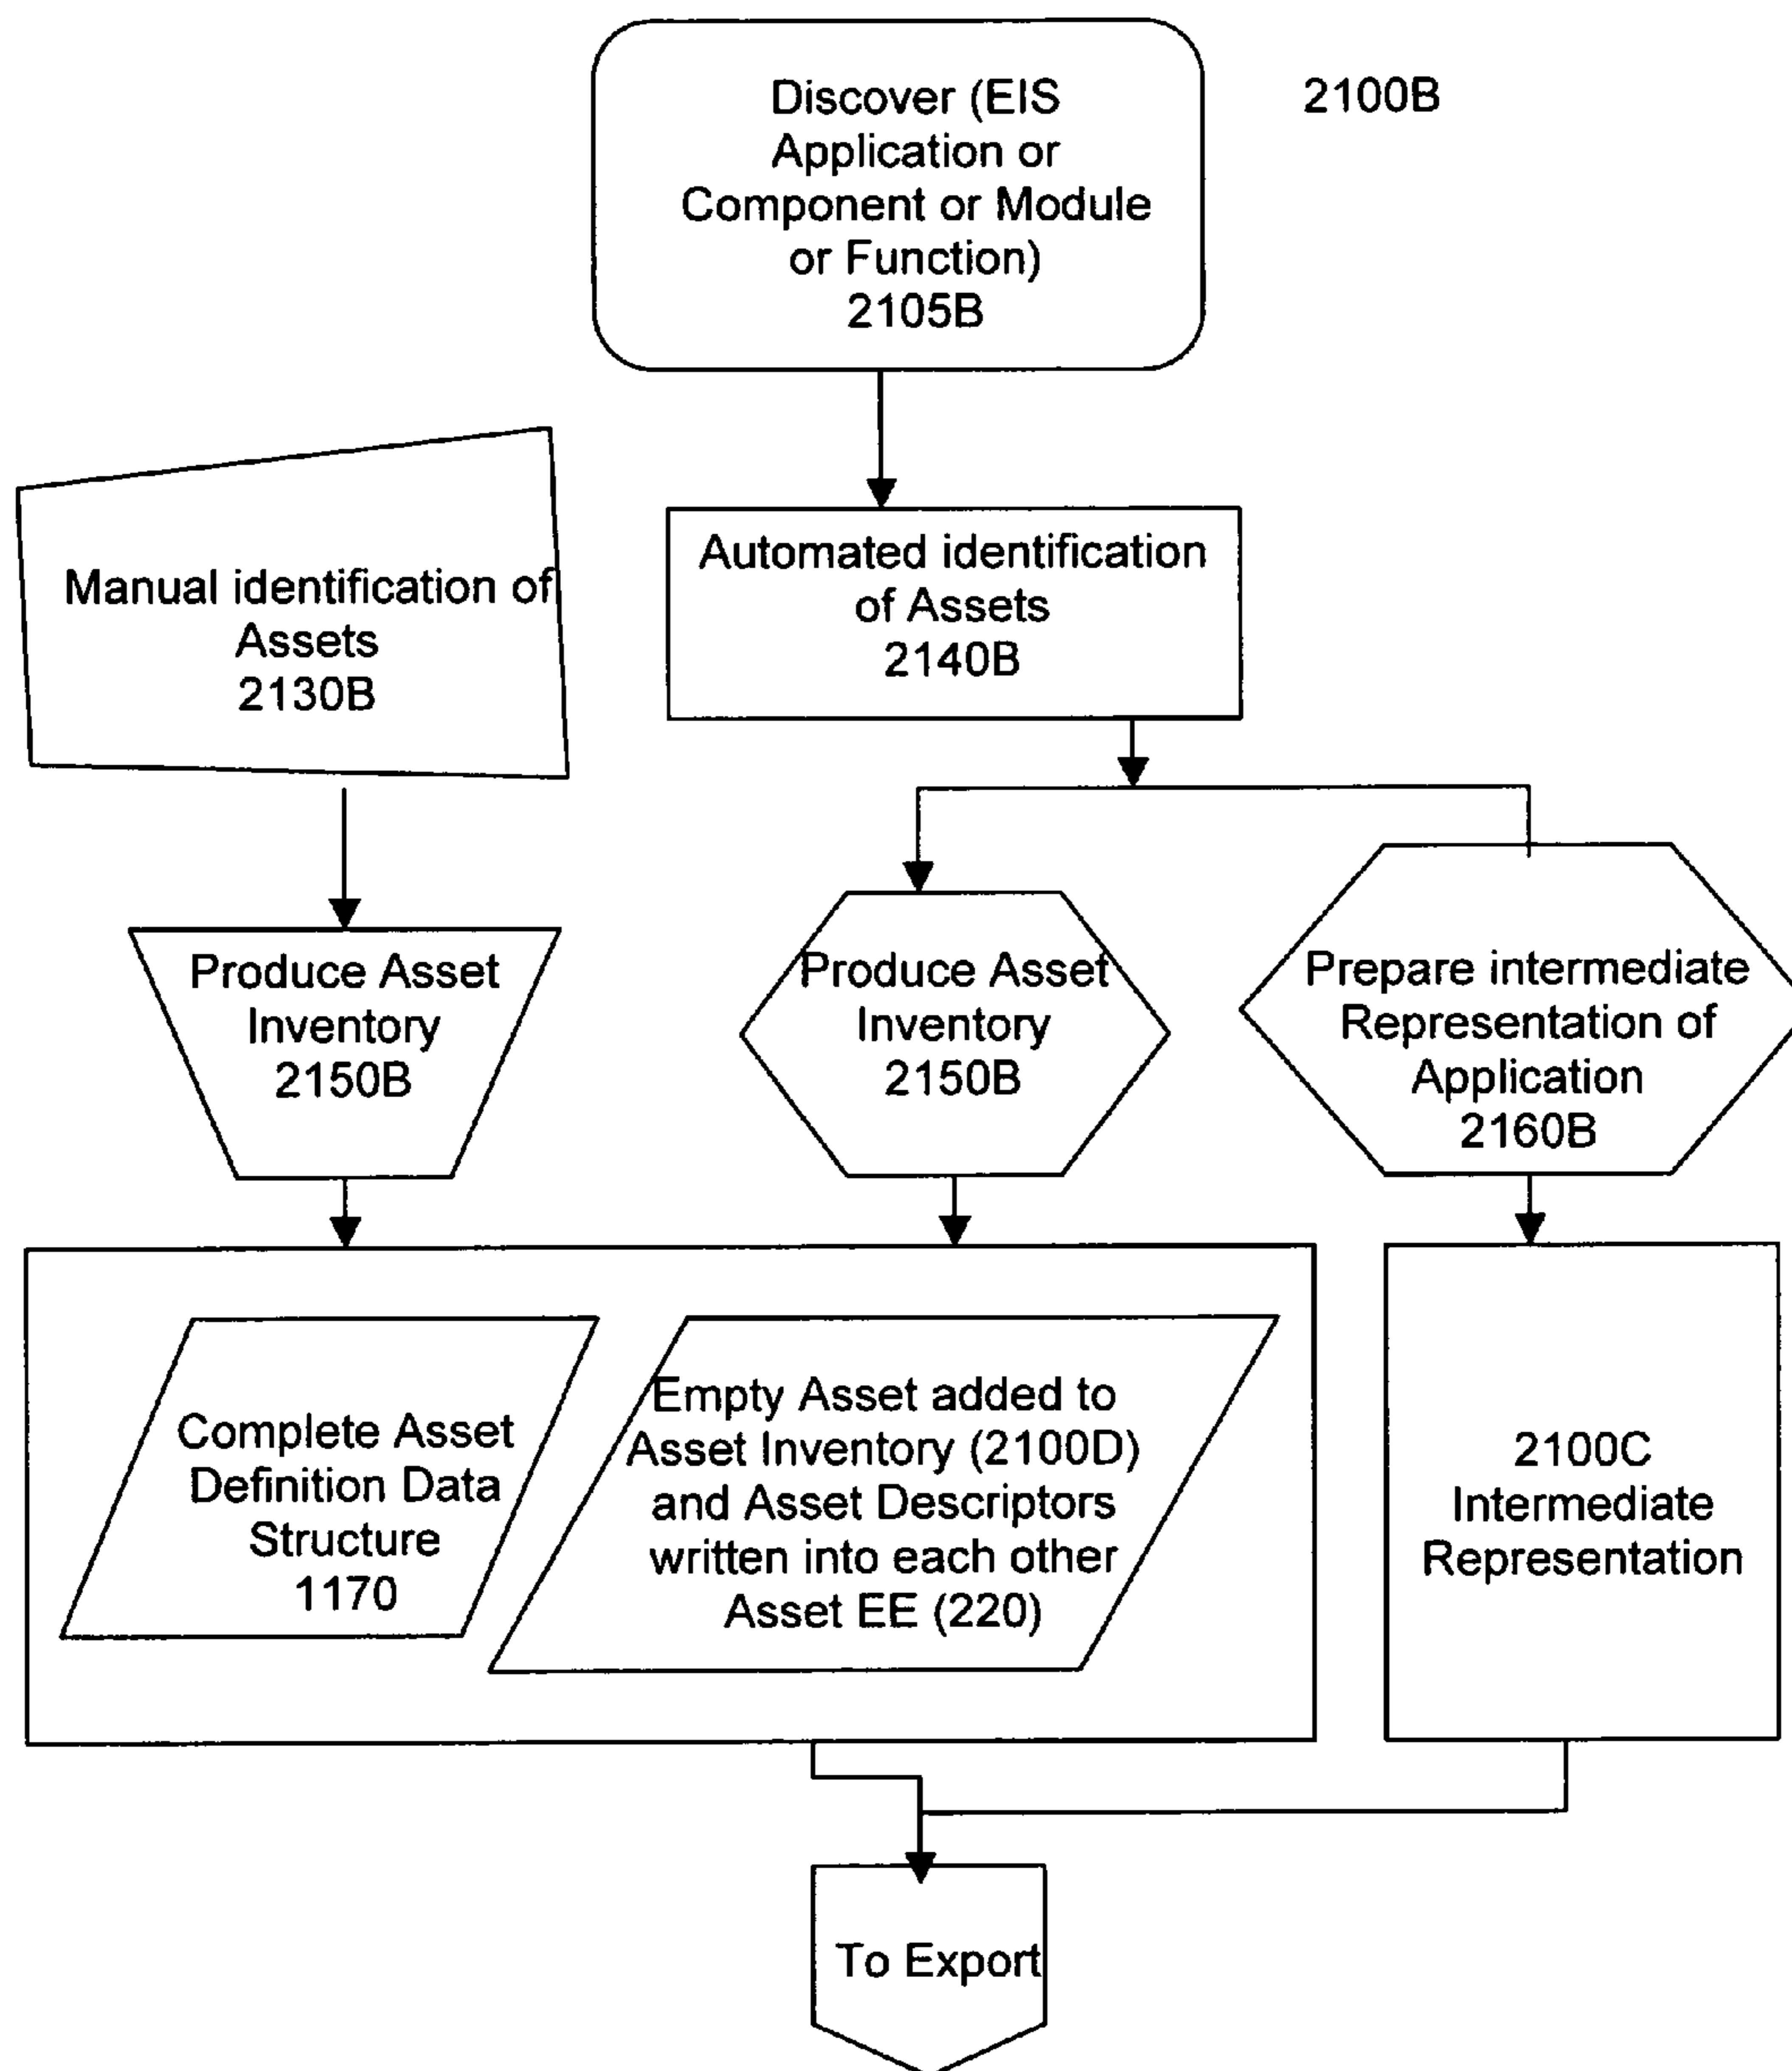 Discover (EIS
Application or
Component or Module
or Function)
2105B
2100B
Manual identification of
Assets
2130B
Automated identification
of Assets
2140B
Produce Asset
Inventory
2150B
Produce Asset
Inventory
2150B
Prepare intermediate
Representation of
Application
2160B
Complete Asset
Definition Data
Structure
1170
Empty Asset added to
Asset Inventory (2100D)
and Asset Descriptors
written into each other
Asset EE (220)
2100C
Intermediate
Representation
To Export